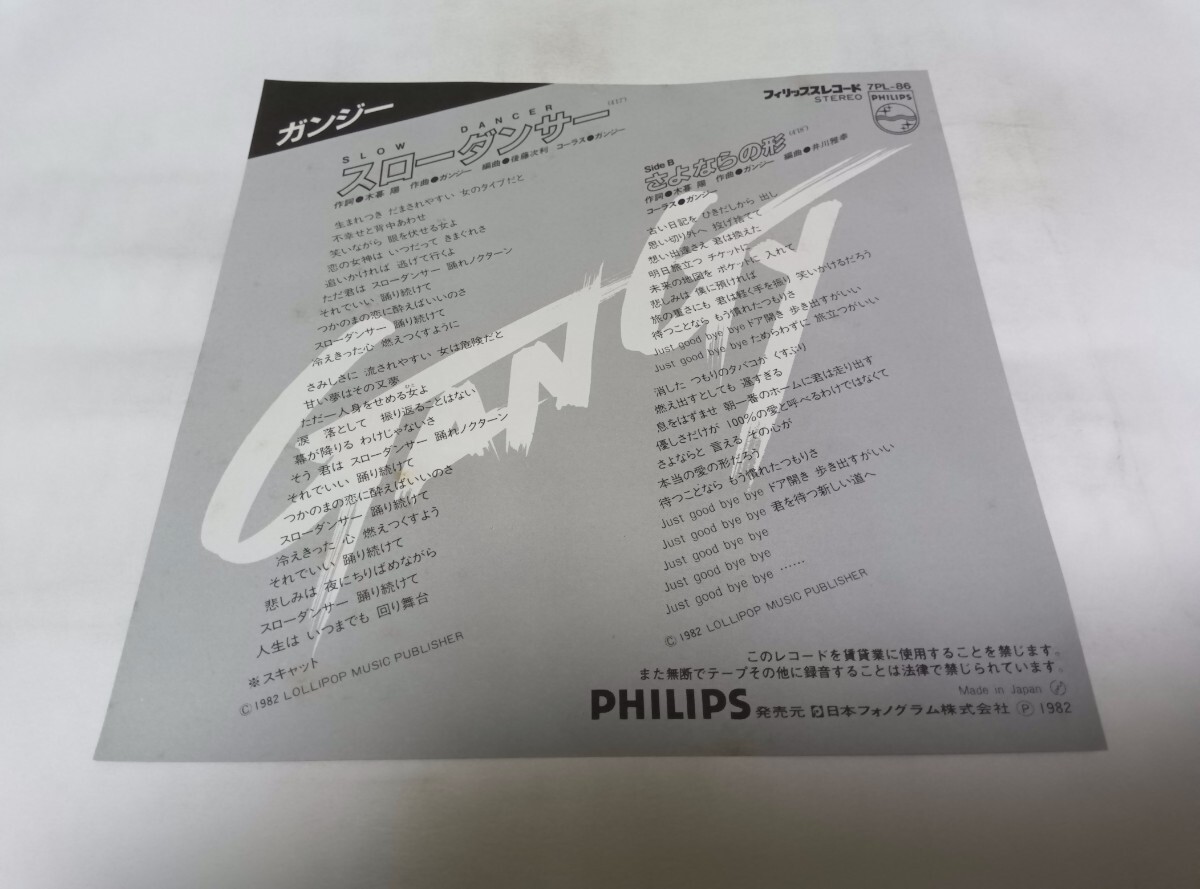 ガンジー
SLOW DANCER
スローダンサー
作詞●木暮 陽 作曲●ガンジー 編曲●後藤次利 コーラス●ガンジー
生まれつき だまされやすい 女のタイプだと
不幸せと背中あわせ
笑いながら 眼を伏せる女よ
恋の女神は いつだって きまぐれさ
追いかければ 逃げて行くよ
ただ君は スローダンサー 踊れノクターン
それでいい 踊り続けて
つかのまの恋に酔えばいいのさ
スローダンサー 踊り続けて
冷えきった心 燃えつくすように
さみしさに 流されやすい 女は危険だと
甘い夢はその又夢
ただ一人身をせめる女よ
涙 落として 振り返ることはない
幕が降りる わけじゃないさ
そう 君は スローダンサー 踊れノクターン
それでいい 踊り続けて
つかのまの恋に酔えばいいのさ
スローダンサー 踊り続けて
冷えきった 心 燃えつくすよう
それでいい 踊り続けて
悲しみは 夜にちりばめながら
スローダンサー 踊り続けて
人生は いつまでも 回り舞台
※スキャット
© 1982 LOLLIPOP MUSIC PUBLISHER
フィリップスレコード 7PL-86
STEREO
PHILIPS
Side B
さよならの形
作詞●木暮 陽 作曲●ガンジー 編曲●井川雅幸
コーラス●ガンジー
古い日記を ひきだしから 出し
思い切り外へ 投げ捨てて
想い出達さえ 君は換えた
明日旅立つ チケットに
未来の地図を ポケットに 入れて
悲しみは 僕に預ければ
旅の重さにも 君は軽く手を振り 笑いかけるだろう
待つことなら もう慣れたつもりさ
Just good bye bye ドア開き 歩き出すがいい
Just good bye bye ためらわずに 旅立つがいい
消した つもりのタバコが くすぶり
燃え出すとしても 遅すぎる
息をはずませ 朝一番のホームに君は走り出す
優しさだけが 100%の愛と呼べるわけではなくて
さよならと 言える その心が
本当の愛の形だろう
待つことなら もう慣れたつもりさ
Just good bye bye ドア開き 歩き出すがいい
Just good bye bye 君を待つ新しい道へ
Just good bye bye
Just good bye bye
Just good bye bye ……
© 1982 LOLLIPOP MUSIC PUBLISHER
GANGY
このレコードを賃貸業に使用することを禁じます。
また無断でテープその他に録音することは法律で禁じられています。
Made in Japan
PHILIPS 発売元 日本フォノグラム株式会社 Ⓟ 1982